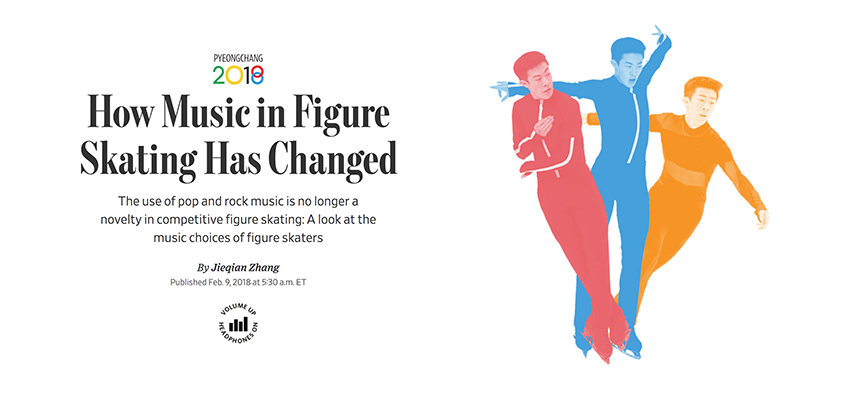 PYEONGCHANG
2018
How Music in Figure
Skating Has Changed
The use of pop and rock music is no longer a
novelty in competitive figure skating: A look at the
music choices of figure skaters
By Jieqian Zhang
Published Feb. 9, 2018 at 5:30 a.m. ET
VOLUME UP
HEADPHONES ON